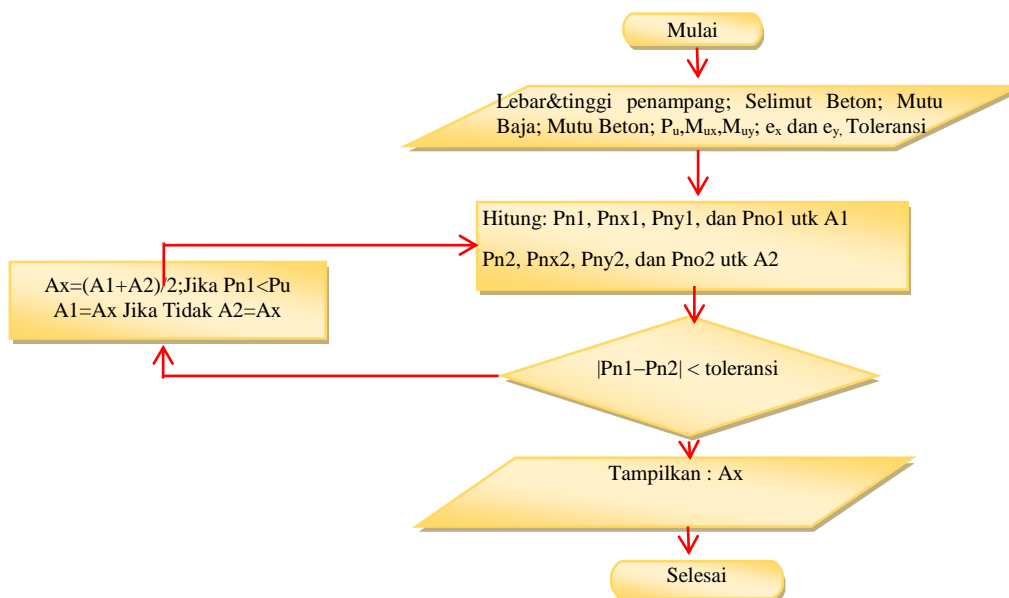 Mulai
Lebar&tinggi penampang; Selimut Beton; Mutu
Baja; Mutu Beton; Pu,Mux,Muy; ex dan ey, Toleransi
Hitung: Pn1, Pnx1, Pny1, dan Pno1 utk A1
Pn2, Pnx2, Pny2, dan Pno2 utk A2
Ax=(A1+A2)/2;Jika Pn1<Pu
A1=Ax Jika Tidak A2=Ax
|Pn1–Pn2| < toleransi
Tampilkan : Ax
Selesai